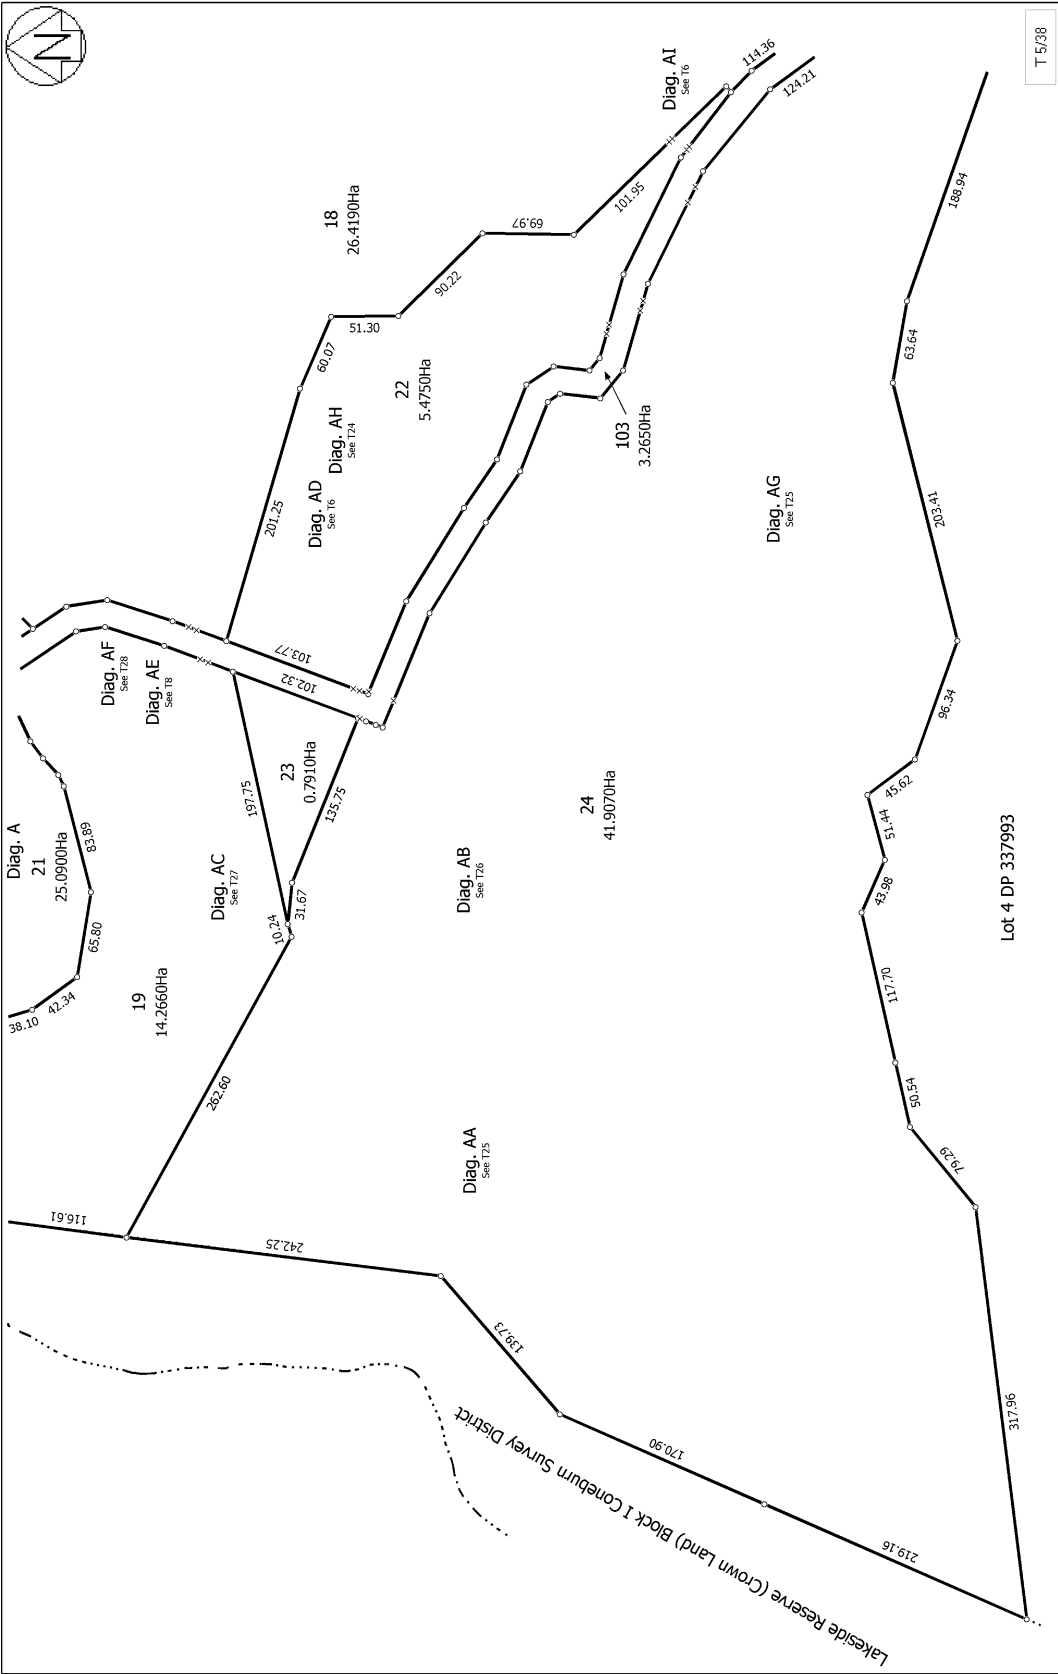 N
T 5/38
Diag. AI
See T6
114.36
124.21
101.95
188.94
18
26.4190Ha
69.97
90.22
51.30
60.07
22
5.4750Ha
63.64
103
3.2650Ha
Diag. AH
See T24
Diag. AD
See T6
201.25
Diag. AG
See T25
203.41
Diag. AF
See T28
Diag. AE
See T8
103.77
102.32
96.34
23
0.7910Ha
197.75
135.75
24
41.9070Ha
45.62
51.44
43.98
Diag. A
21
25.0900Ha
83.89
65.80
42.34
38.10
Diag. AC
See T27
10.24
31.67
Diag. AB
See T26
Lot 4 DP 337993
19
14.2660Ha
117.70
262.60
50.54
79.29
Diag. AA
See T25
116.61
242.25
139.73
170.90
219.16
317.96
Lakeside Reserve (Crown Land) Block I Coneburn Survey District